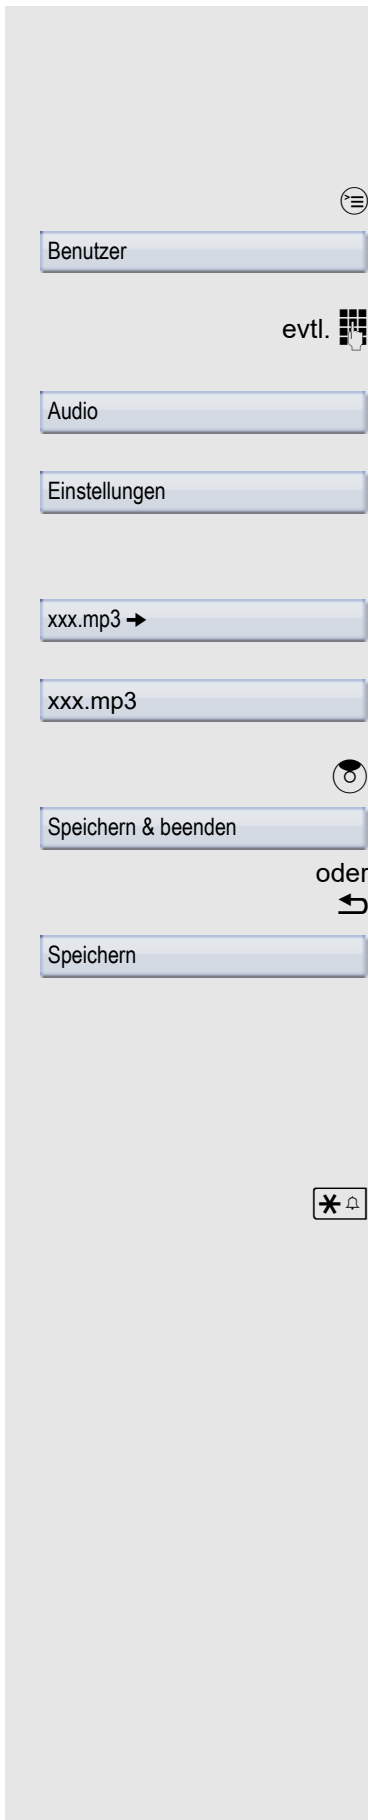 Benutzer
evtl.
Audio
Einstellungen
xxx.mp3 →
xxx.mp3
Speichern & beenden
oder
Speichern